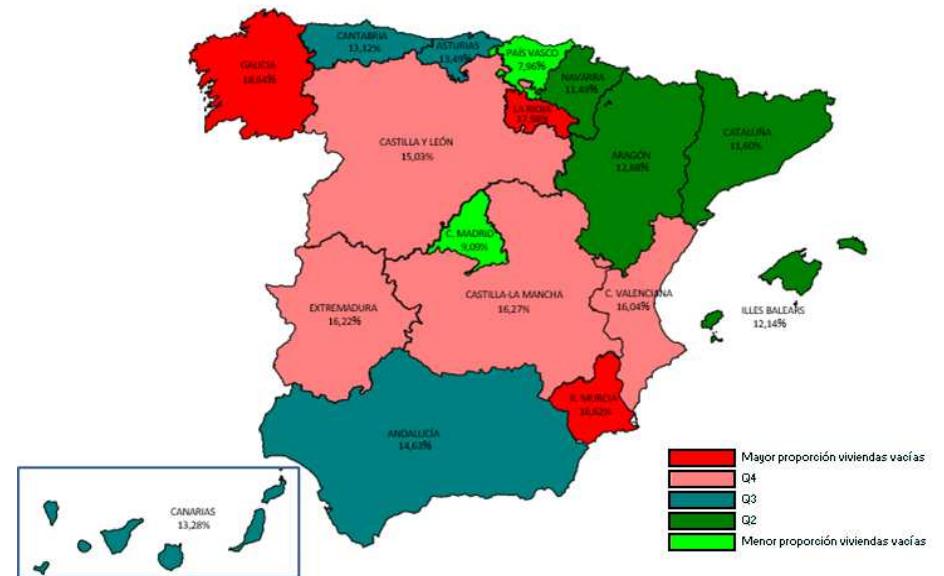 CANTABRIA
13,12%
ASTURIAS
13,49%
PAÍS VASCO
7,96%
GALICIA
18,64%
NAVARRA
11,49%
LA RIOJA
CATALUÑA
11,60%
CASTILLA Y LEÓN
15,03%
ARAGÓN
12,88%
C. MADRID
9,09%
EXTREMADURA
16,22%
CASTILLA-LA MANCHA
16,27%
C. VALENCIANA
16,04%
ILLES BALEARS
12,14%
R. MURCIA
16,62%
ANDALUCÍA
14,63%
CANARIAS
13,28%
Mayor proporción viviendas vacías
Q4
Q3
Q2
Menor proporción viviendas vacías